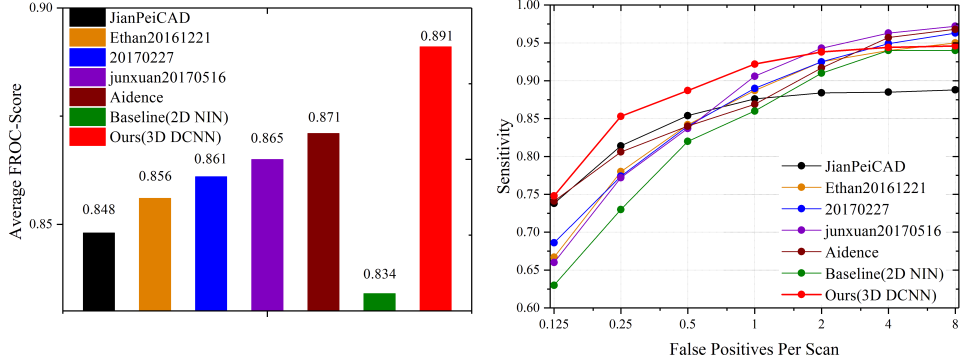 0.90
JianPeiCAD
Ethan20161221
20170227
junxuan20170516
Aidence
Baseline(2D NIN)
Ours(3D DCNN)
0.891
0.871
0.865
0.861
0.856
0.848
0.834
0.85
Average FROC-Score
1.00
0.95
0.90
0.85
0.80
0.75
0.70
0.65
0.60
Sensitivity
JianPeiCAD
Ethan20161221
20170227
junxuan20170516
Aidence
Baseline(2D NIN)
Ours(3D DCNN)
0.125 0.25 0.5 1 2 4 8
False Positives Per Scan